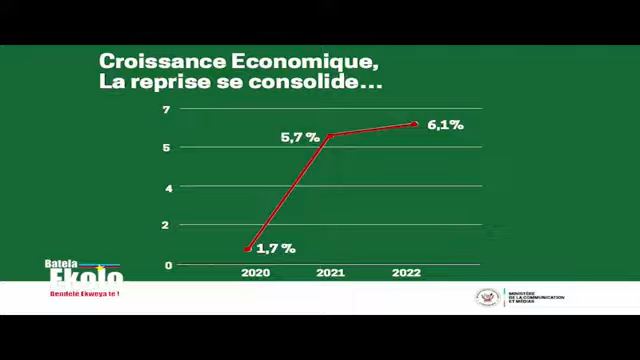 Croissance Economique,
La reprise se consolide...
7
5
4
2
0
1,7 %
5,7 %
6,1%
2020
2021
2022
Batela
Ekolo
Bendele Ekweya te !
MINISTÈRE
DE LA COMMUNICATION
ET MÉDIAS